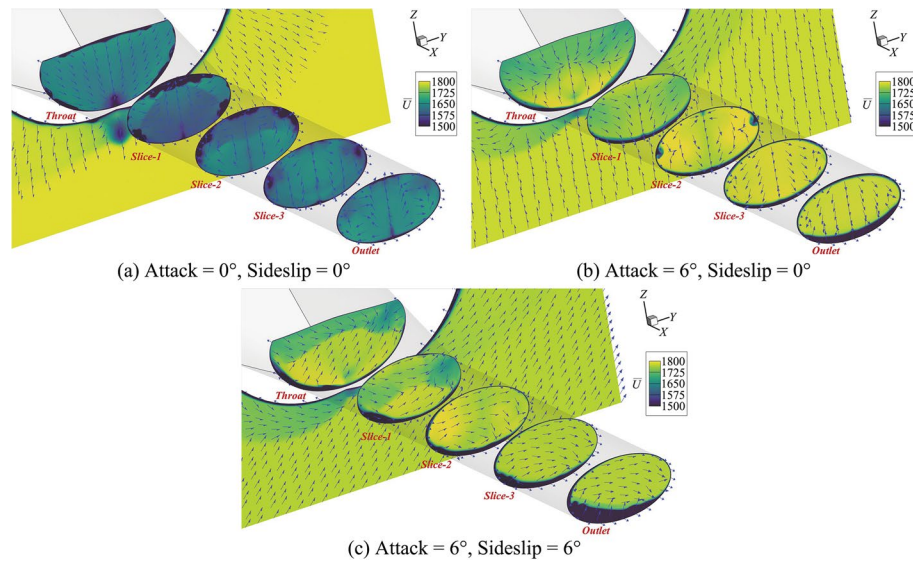 Z
Y
X
Ū
1800
1725
1650
1575
1500
Throat
Slice-1
Slice-2
Slice-3
Outlet
(a) Attack = 0°, Sideslip = 0°
Z
Y
X
Ū
1800
1725
1650
1575
1500
Throat
Slice-1
Slice-2
Slice-3
Outlet
(b) Attack = 6°, Sideslip = 0°
Z
Y
X
Ū
1800
1725
1650
1575
1500
Throat
Slice-1
Slice-2
Slice-3
Outlet
(c) Attack = 6°, Sideslip = 6°